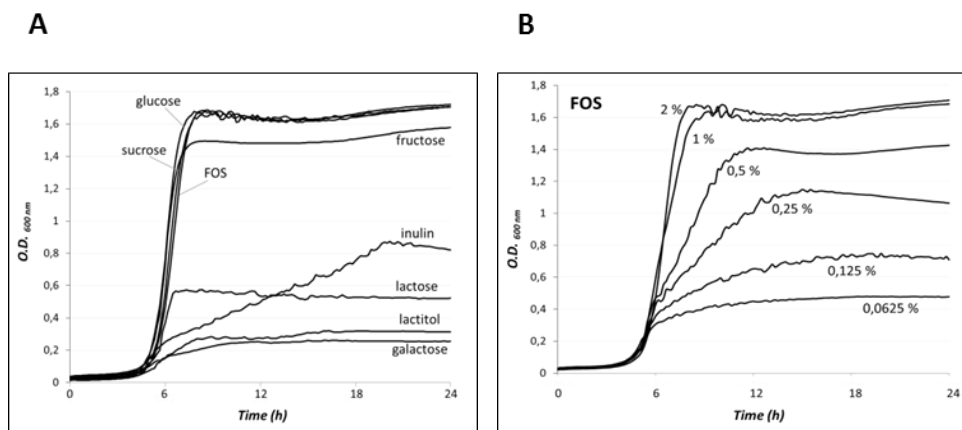 A
B
1,8
1,6
1,4
1,2
1
0,8
0,6
0,4
0,2
0
O.D. 600 nm
glucose
sucrose
FOS
fructose
inulin
lactose
lactitol
galactose
0
6
12
18
24
Time (h)
FOS
1,8
1,6
1,4
1,2
1
0,8
0,6
0,4
0,2
0
O.D. 600 nm
2 %
1 %
0,5 %
0,25 %
0,125 %
0,0625 %
0
6
12
18
24
Time (h)